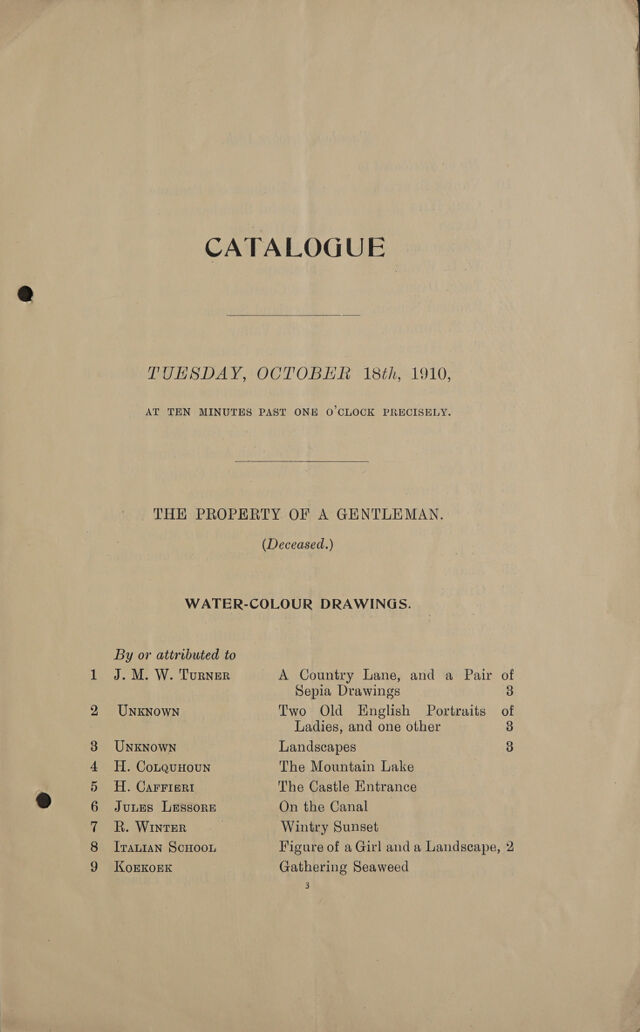 CATALOGUE
TUESDAY, OCTOBER 18th, 1910,
AT TEN MINUTES PAST ONE O'CLOCK PRECISELY.
THE PROPERTY OF A GENTLEMAN.
(Deceased.)
WATER-COLOUR DRAWINGS.
By or attributed to
1 J. M. W. TURNER A Country Lane, and a Pair of
Sepia Drawings 3
2 UNKNOWN Two Old English Portraits of
Ladies, and one other 3
3 UNKNOWN Landscapes 3
4 H. COLQUHOUN The Mountain Lake
5 H. CARFIERI The Castle Entrance
6 JULES LESSORE On the Canal
7 R. WINTER Wintry Sunset
8 ITALIAN SCHOOL Figure of a Girl and a Landscape, 2
9 KOEKOEK Gathering Seaweed
3